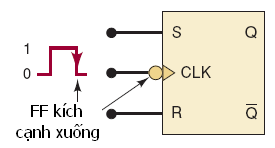 S
Q
1
0
CLK
FF kích
cạnh xuống
R
Q̅